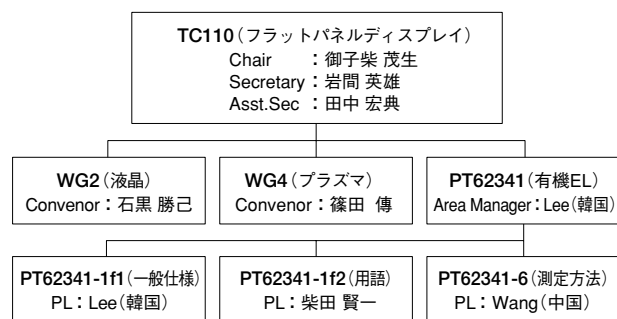 TC110(フラットパネルディスプレイ)
Chair :御子柴 茂生
Secretary:岩間 英雄
Asst.Sec :田中 宏典
WG2(液晶)
Convenor:石黒 勝己
WG4(プラズマ)
Convenor:篠田 傳
PT62341(有機EL)
Area Manager:Lee(韓国)
PT62341-1f1(一般仕様)
PL:Lee(韓国)
PT62341-1f2(用語)
PL:柴田 賢一
PT62341-6(測定方法)
PL:Wang(中国)